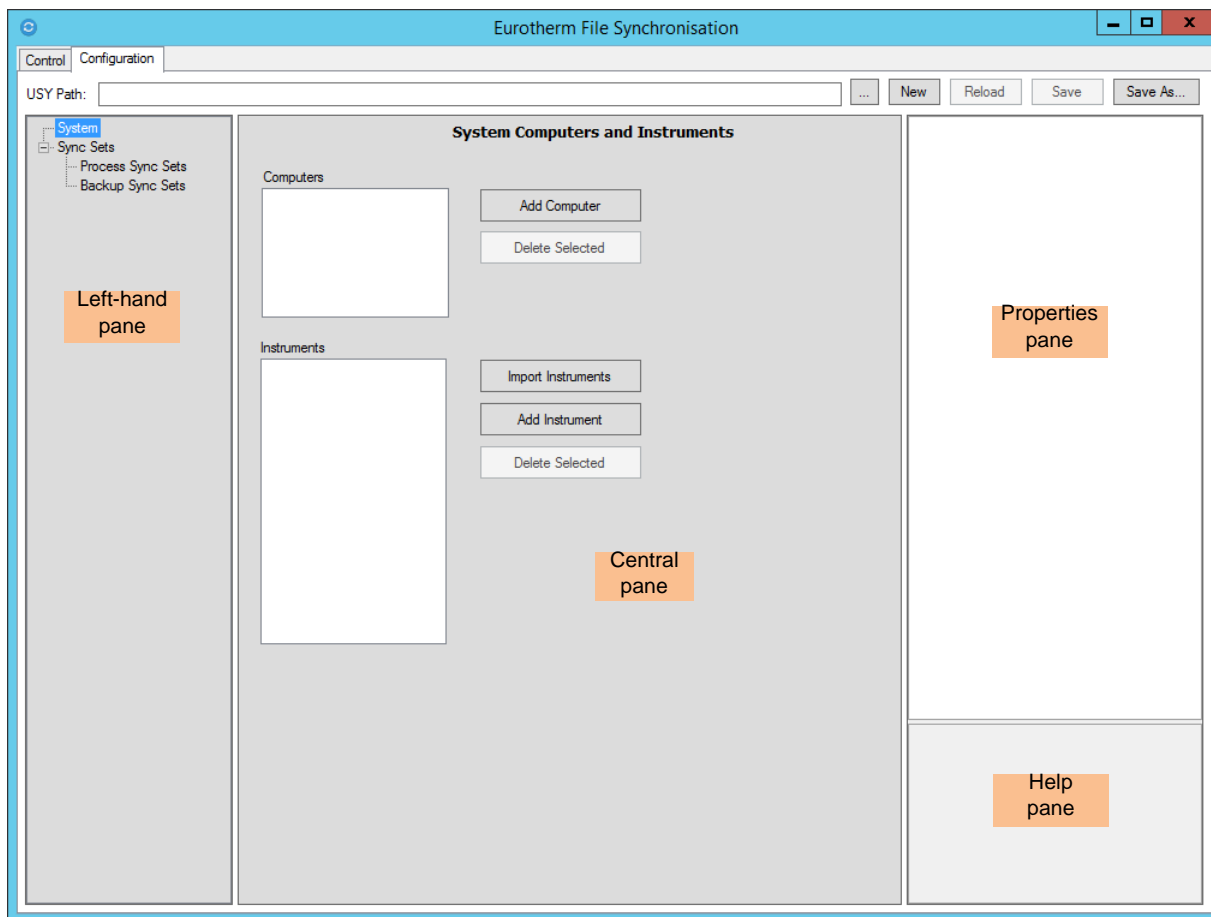 Eurotherm File Synchronisation
Control
Configuration
USY Path:
...
New
Reload
Save
Save As...
System
Sync Sets
Process Sync Sets
Backup Sync Sets
Left-hand
pane
System Computers and Instruments
Computers
Add Computer
Delete Selected
Instruments
Import Instruments
Add Instrument
Delete Selected
Central
pane
Properties
pane
Help
pane